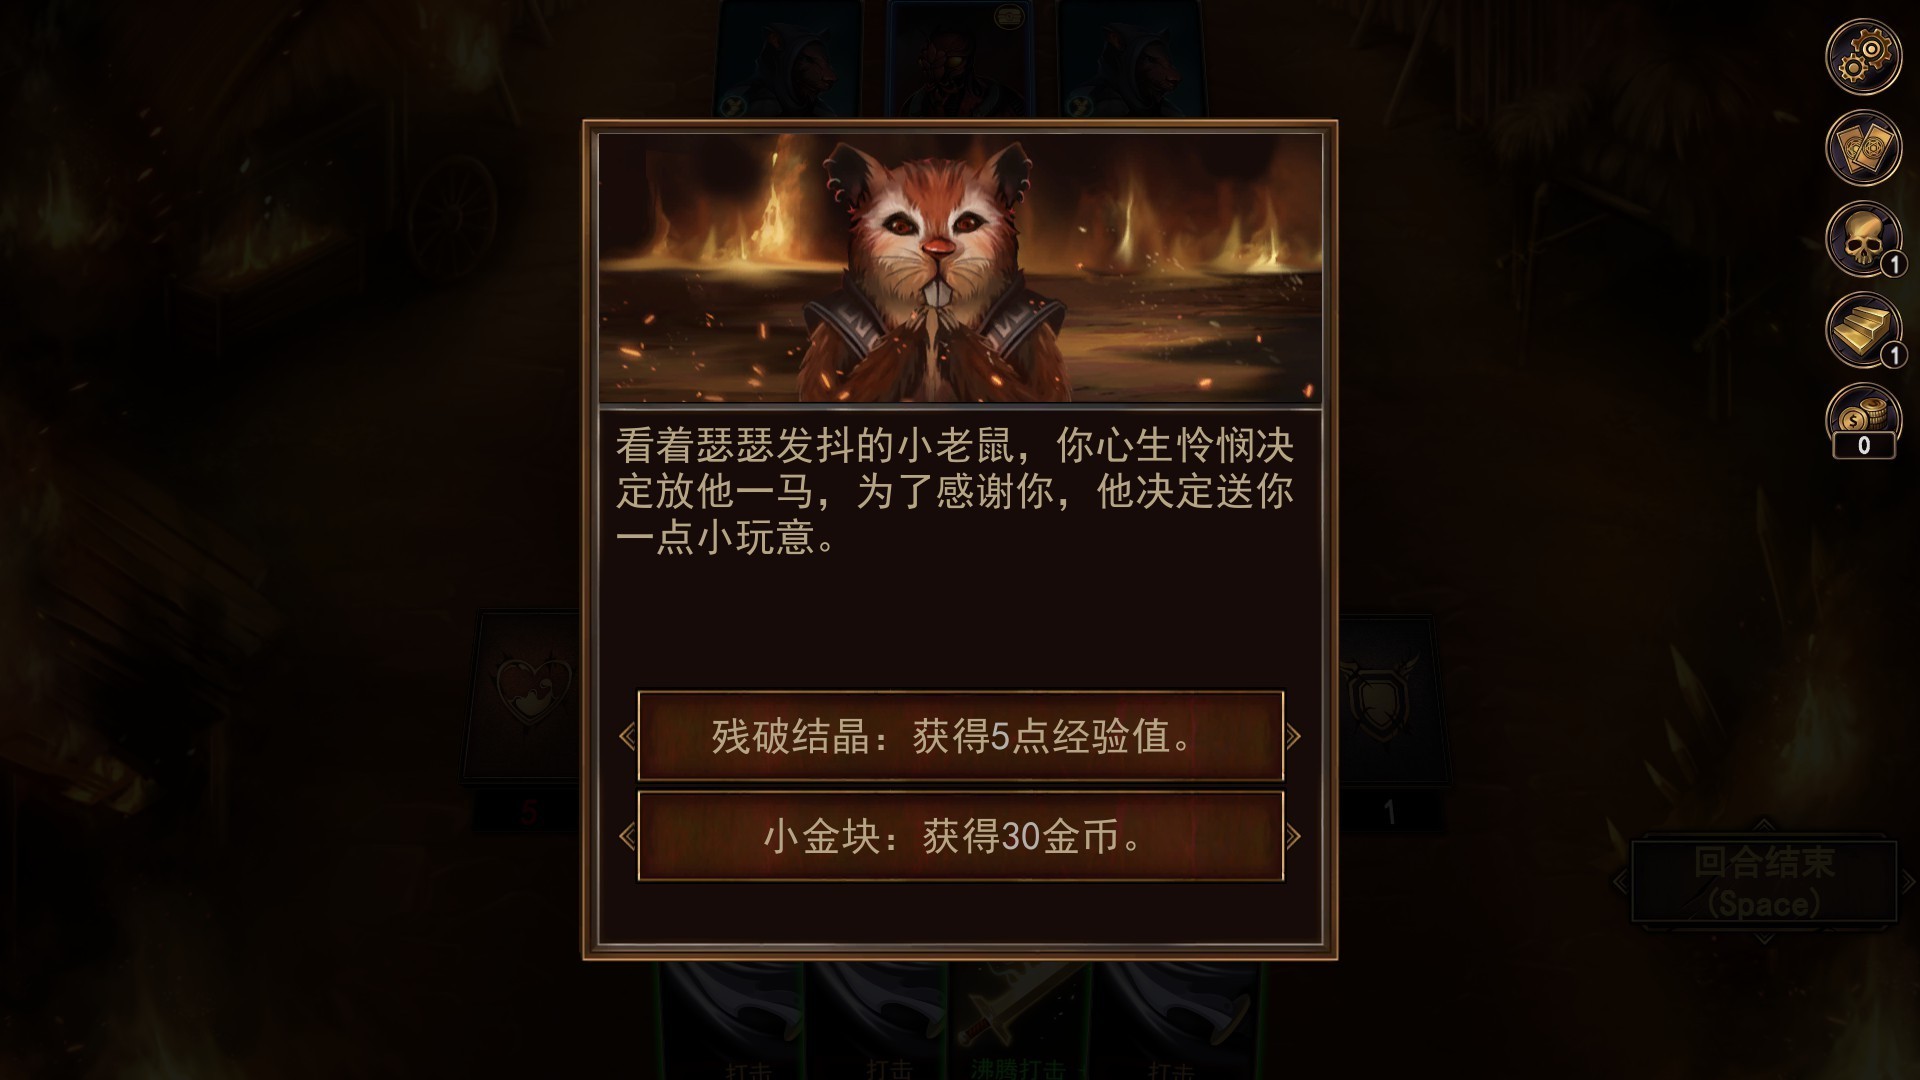 1
1
0
看着瑟瑟发抖的小老鼠，你心生怜悯决
定放他一马，为了感谢你，他决定送你
一点小玩意。
残破结晶：获得5点经验值。
小金块：获得30金币。
5
1
回合结束
(Space)
打击
打击
沸腾打击
打击